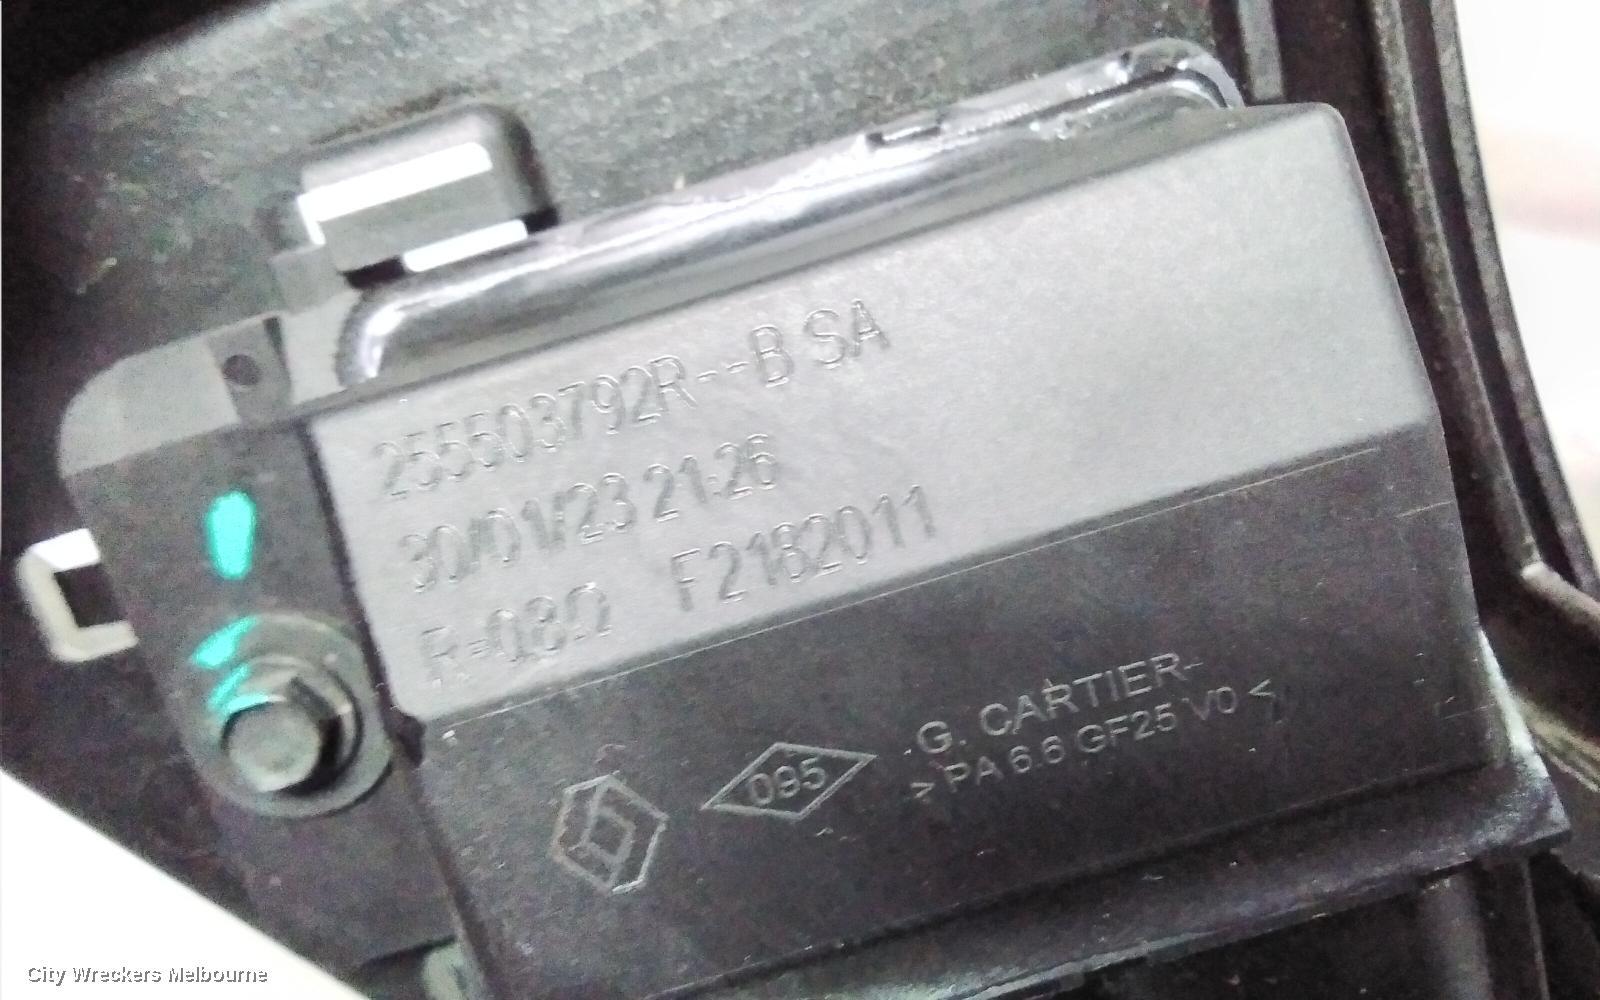 255503792R--B SA
30/01/23 21:26
R=0.8Ω F2182011
095
G. CARTIER
>PA 6.6 GF25 V0<
City Wreckers Melbourne